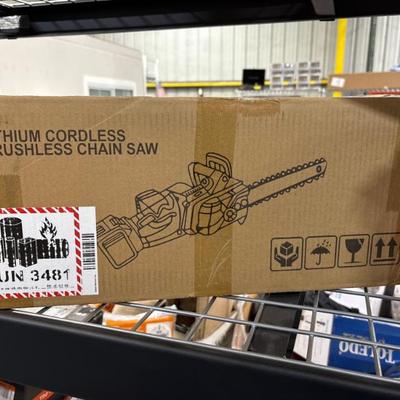 THIUM CORDLESS
RUSHLESS CHAIN SAW
UN 3481
TOLEDO